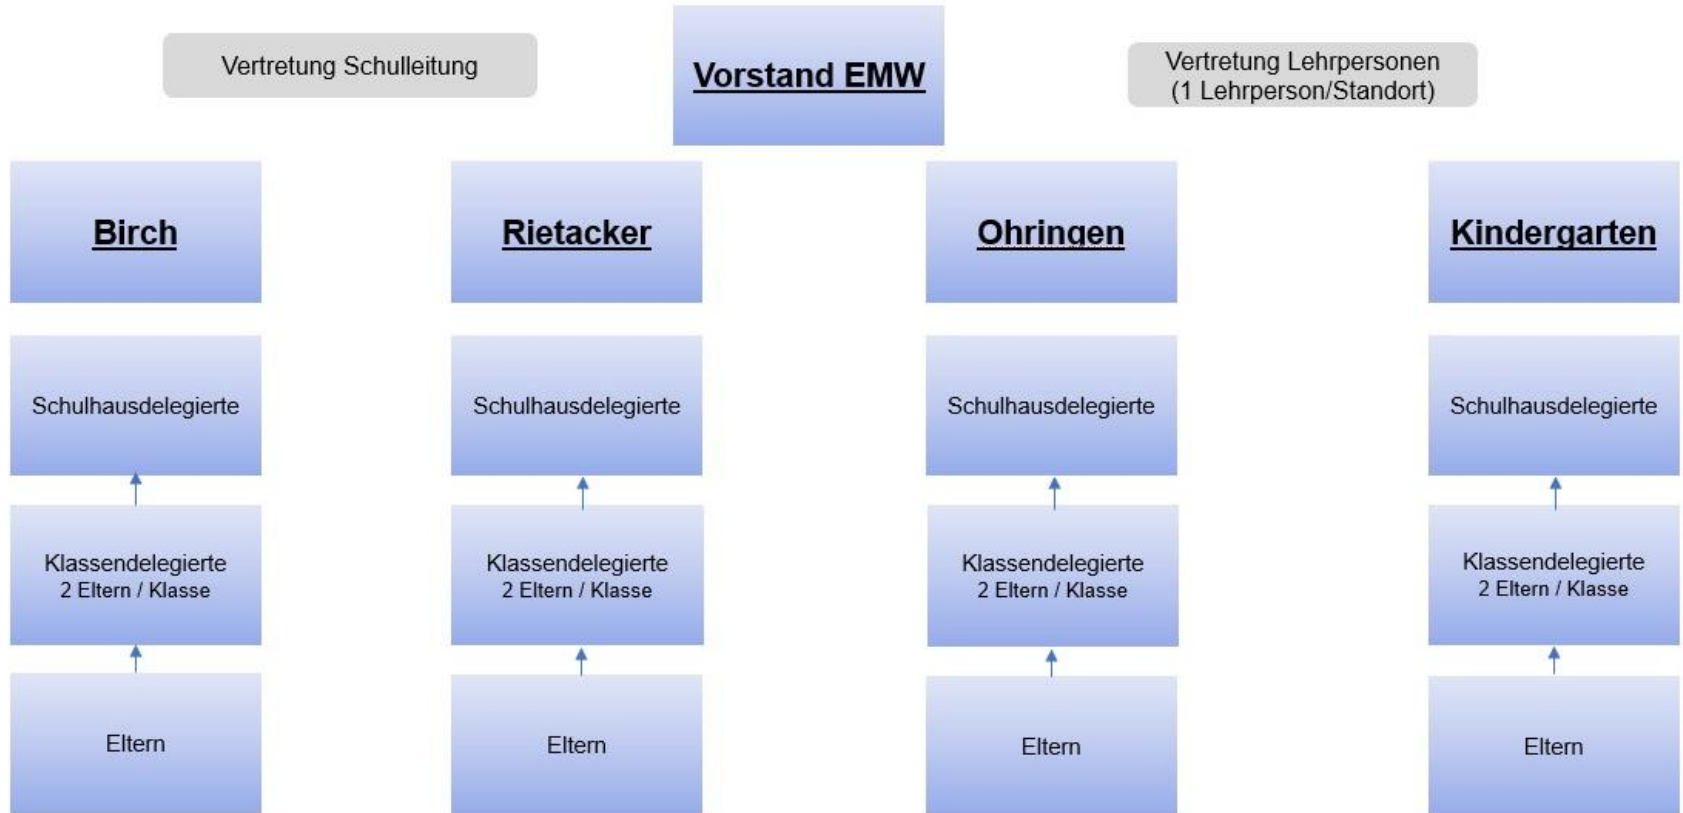 Vertretung Schulleitung
Vorstand EMW
Vertretung Lehrpersonen
(1 Lehrperson/Standort)
Birch
Rietacker
Ohringen
Kindergarten
Schulhausdelegierte
Schulhausdelegierte
Schulhausdelegierte
Schulhausdelegierte
Klassendelegierte
2 Eltern / Klasse
Klassendelegierte
2 Eltern / Klasse
Klassendelegierte
2 Eltern / Klasse
Klassendelegierte
2 Eltern / Klasse
Eltern
Eltern
Eltern
Eltern